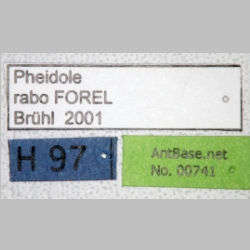 Pheidole
rabo FOREL
Brühl 2001
H 97
AntBase.net
No. 00741